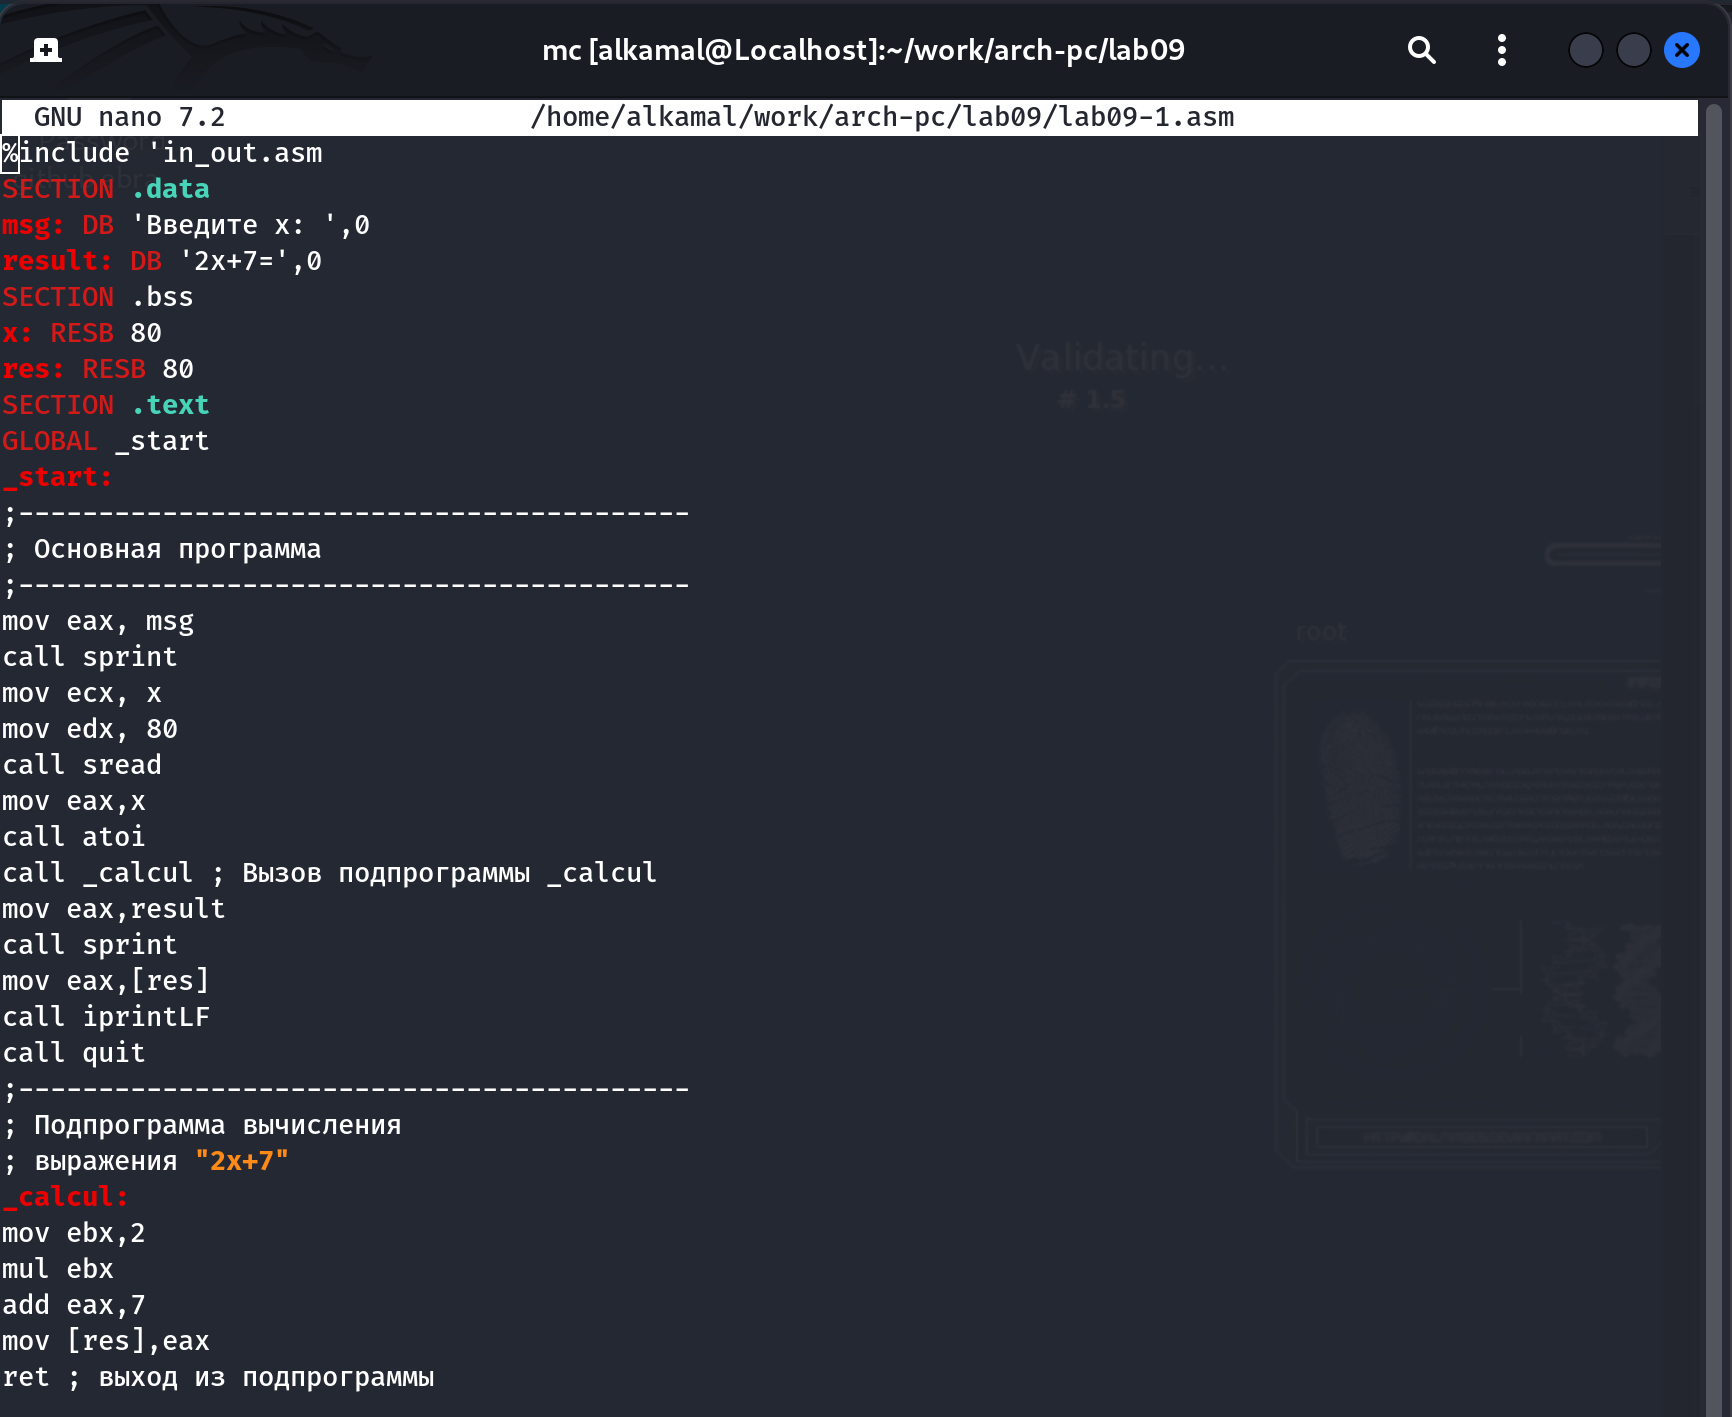 mc [alkamal@Localhost]:~/work/arch-pc/lab09
GNU nano 7.2 /home/alkamal/work/arch-pc/lab09/lab09-1.asm
%include 'in_out.asm
SECTION .data
msg: DB 'Введите x: ',0
result: DB '2x+7=',0
SECTION .bss
x: RESB 80
res: RESB 80
SECTION .text
GLOBAL _start
_start:
;------------------------------------------
; Основная программа
;------------------------------------------
mov eax, msg
call sprint
mov ecx, x
mov edx, 80
call sread
mov eax,x
call atoi
call _calcul ; Вызов подпрограммы _calcul
mov eax,result
call sprint
mov eax,[res]
call iprintLF
call quit
;------------------------------------------
; Подпрограмма вычисления
; выражения "2x+7"
_calcul:
mov ebx,2
mul ebx
add eax,7
mov [res],eax
ret ; выход из подпрограммы
Validating...
# 1.5
root